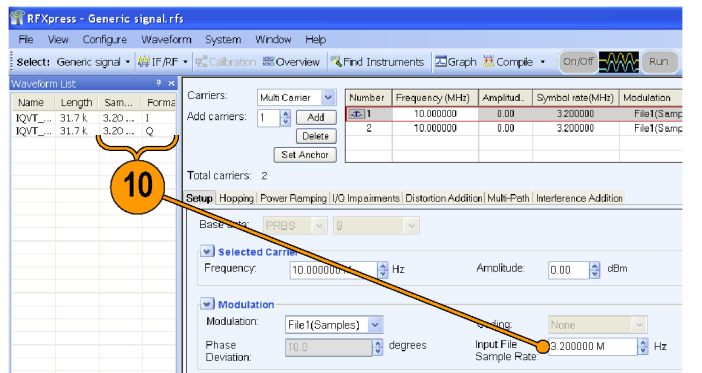 RFXpress - Generic signal.rfs
File View Configure Waveform System Window Help
Select: Generic signal IF/RF Calibration Overview Find Instruments Graph Compile On/Off Run
Waveform List
Name Length Sam... Forma
IQVT_... 31.7 k 3.20 ... I
IQVT_... 31.7 k 3.20 ... Q
10
Carriers: Multi Carrier
Add carriers: 1 Add
Delete
Set Anchor
Total carriers: 2
Number Frequency (MHz) Amplitud.. Symbol rate(MHz) Modulation
1 10.000000 0.00 3.200000 File1(Samp
2 10.000000 0.00 3.200000 File1(Samp
Setup Hopping Power Ramping I/Q Impairments Distortion Addition Multi-Path Interference Addition
Base data: PRBS 9
Selected Carrier
Frequency: 10.000000 M Hz Amplitude: 0.00 dBm
Modulation
Modulation: File1(Samples) Coding: None
Phase Deviation: 10.0 degrees Input File Sample Rate: 3.200000 M Hz